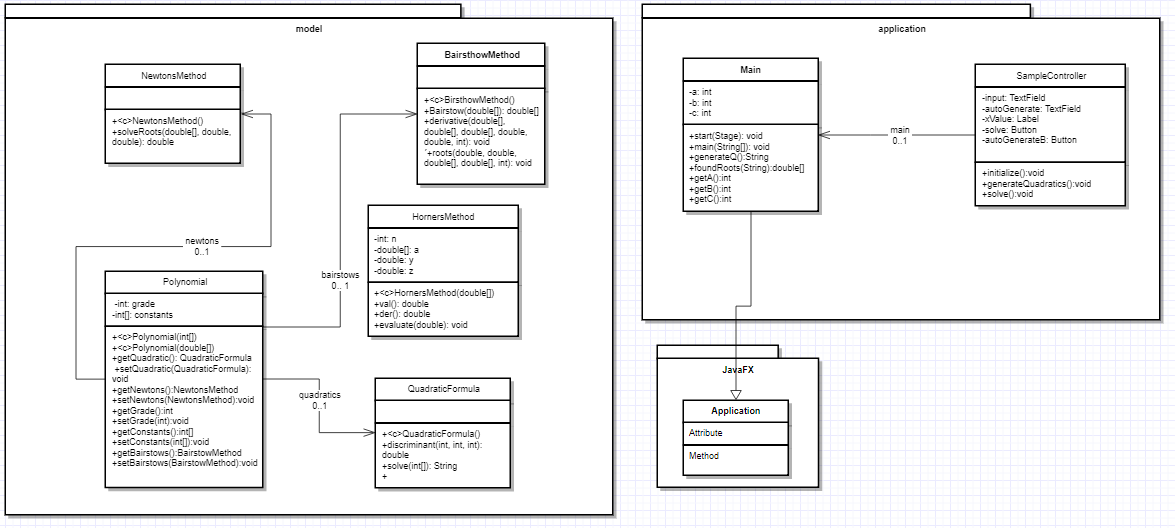 model
NewtonsMethod
+<c>NewtonsMethod()
+solveRoots(double[], double,
double): double
BairsthowMethod
+<c>BirsthowMethod()
+Bairstow(double[]): double[]
+derivative(double[],
double[], double[], double,
double, int): void
´+roots(double, double,
double[], double[], int): void
HornersMethod
-int: n
-double[]: a
-double: y
-double: z
+<c>HornersMethod(double[])
+val(): double
+der(): double
+evaluate(double): void
newtons
0..1
bairstows
0.. 1
Polynomial
-int: grade
-int[]: constants
+<c>Polynomial(int[])
+<c>Polynomial(double[])
+getQuadratic(): QuadraticFormula
+setQuadratic(QuadraticFormula):
void
+getNewtons():NewtonsMethod
+setNewtons(NewtonsMethod):void
+getGrade():int
+setGrade(int):void
+getConstants():int[]
+setConstants(int[]):void
+getBairstows():BairstowMethod
+setBairstows(BairstowMethod):void
quadratics
0..1
QuadraticFormula
+<c>QuadraticFormula()
+discriminant(int, int, int):
double
+solve(int[]): String
+
application
Main
-a: int
-b: int
-c: int
+start(Stage): void
+main(String[]): void
+generateQ():String
+foundRoots(String):double[]
+getA():int
+getB():int
+getC():int
main
0..1
SampleController
-input: TextField
-autoGenerate: TextField
-xValue: Label
-solve: Button
-autoGenerateB: Button
+initialize():void
+generateQuadratics():void
+solve():void
JavaFX
Application
Attribute
Method